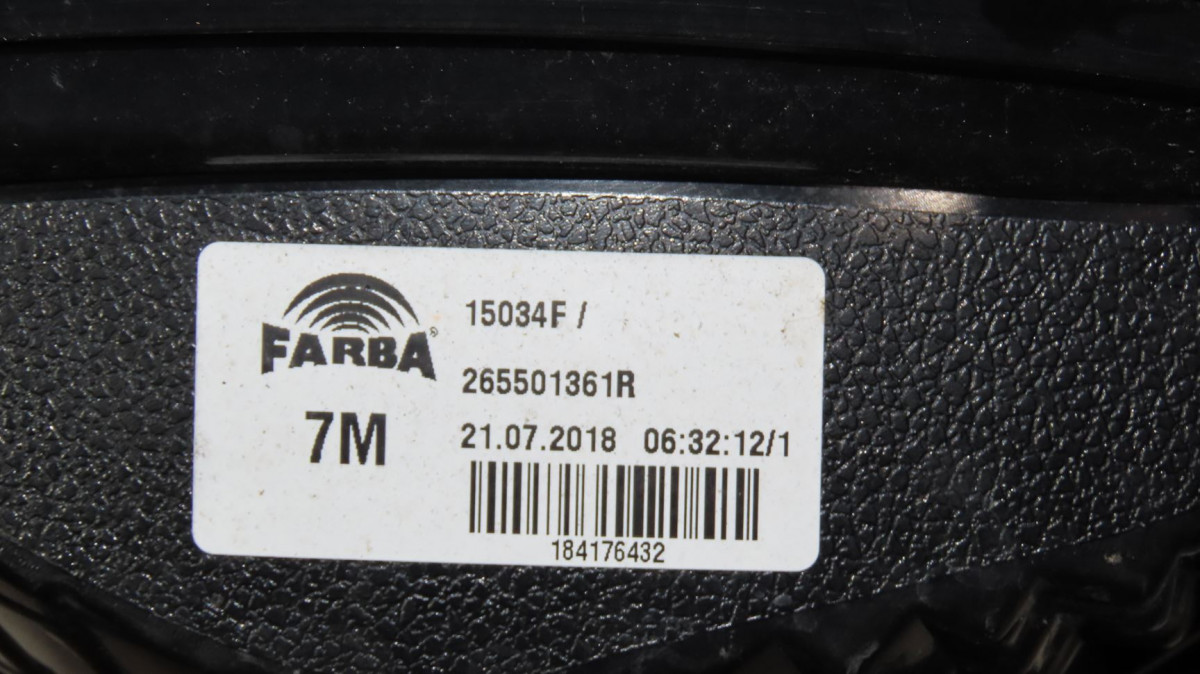 FARBA®
7M
15034F /
265501361R
21.07.2018 06:32:12/1
184176432